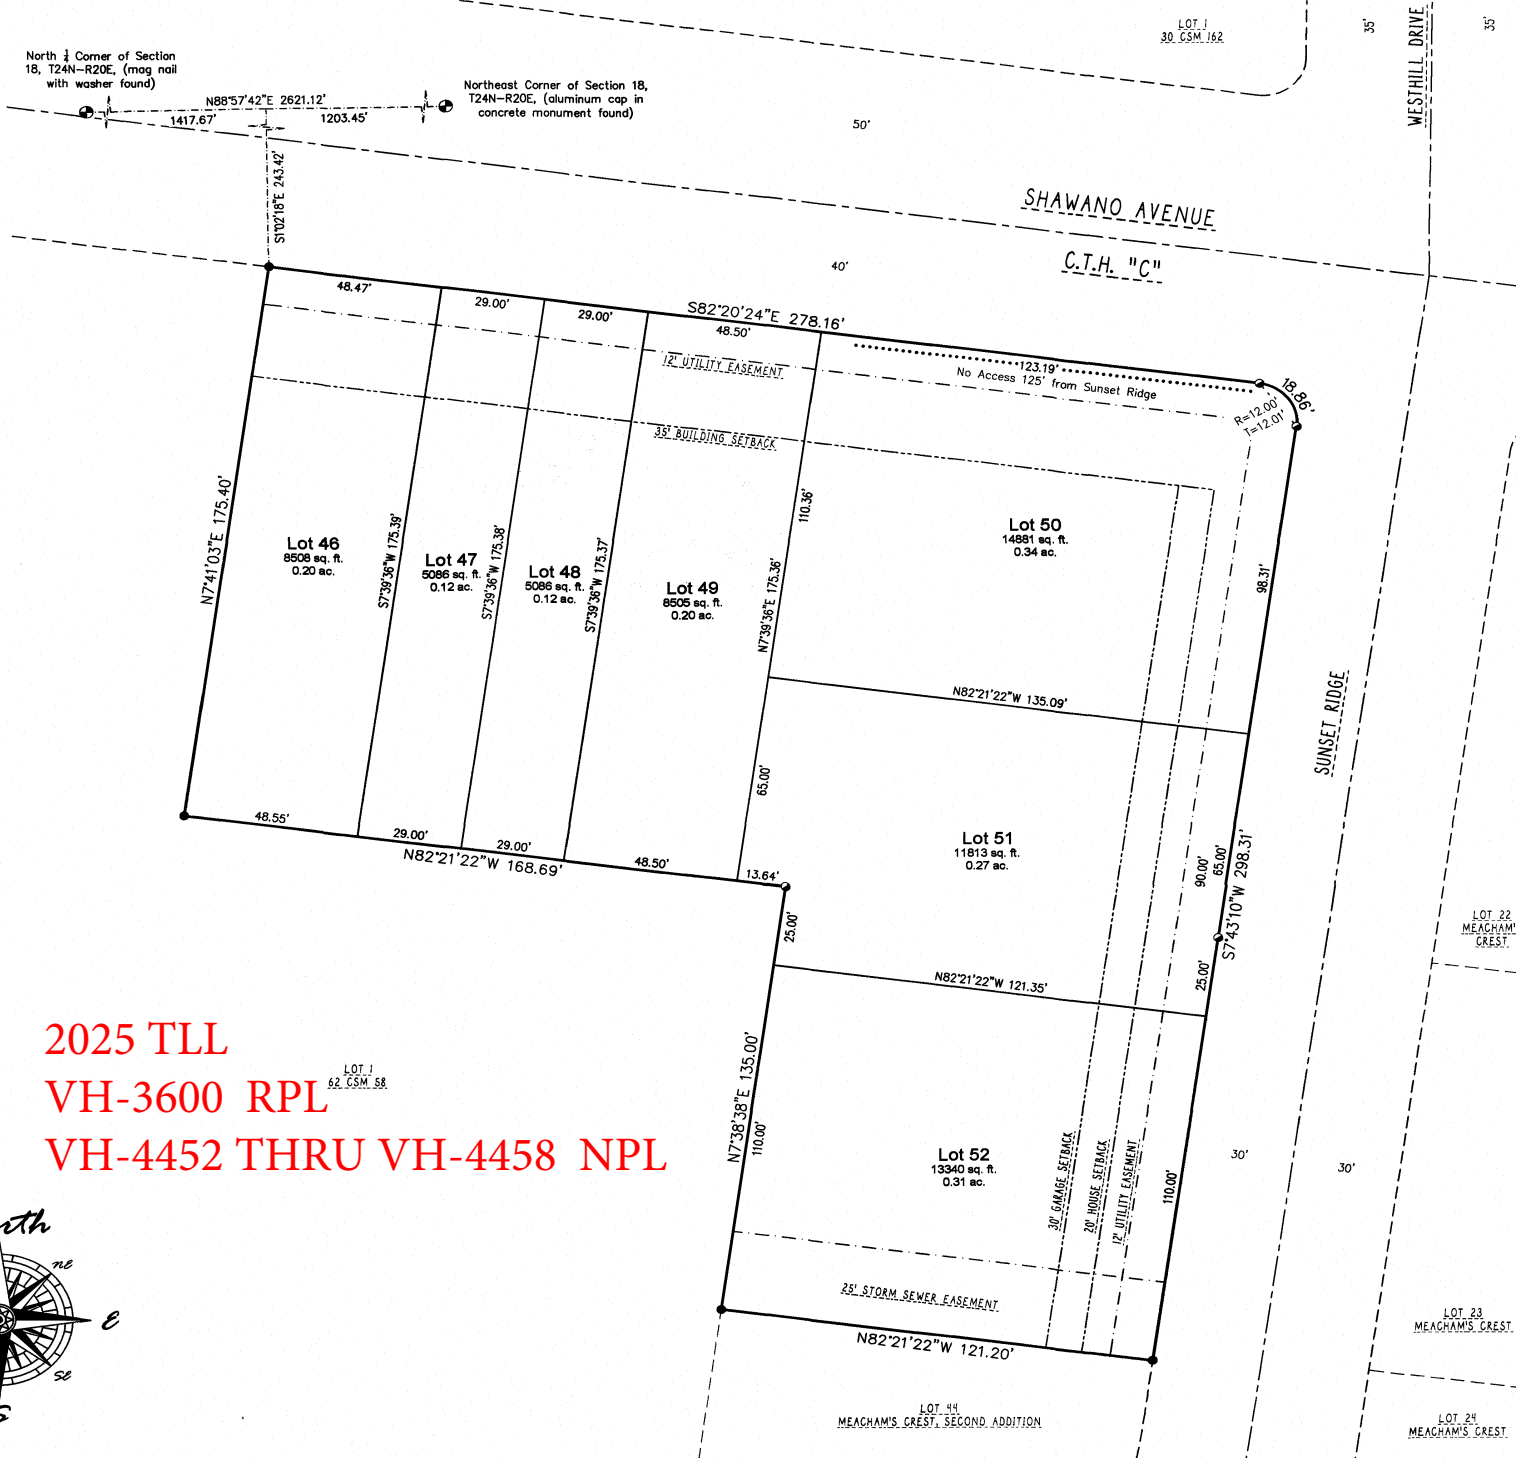 LOT 1
30 CSM 162
35'
WESTHILL DRIVE
35'
North ¼ Corner of Section
18, T24N-R20E, (mag nail
with washer found)
N88°57'42"E 2621.12'
1417.67'
1203.45'
Northeast Corner of Section 18,
T24N-R20E, (aluminum cap in
concrete monument found)
50'
S1°02'18"E 243.42'
SHAWANO AVENUE
C.T.H. "C"
40'
48.47'
29.00'
29.00'
S82°20'24"E 278.16'
48.50'
12' UTILITY EASEMENT
123.19'
No Access 125' from Sunset Ridge
18.86'
R=12.00'
T=12.01'
35' BUILDING SETBACK
N7°41'03"E 175.40'
Lot 46
8508 sq. ft.
0.20 ac.
S7°39'36"W 175.39'
Lot 47
5086 sq. ft.
0.12 ac.
S7°39'36"W 175.38'
Lot 48
5086 sq. ft.
0.12 ac.
S7°39'36"W 175.37'
Lot 49
8505 sq. ft.
0.20 ac.
110.36'
N7°39'36"E 175.36'
Lot 50
14881 sq. ft.
0.34 ac.
98.31'
N82°21'22"W 135.09'
SUNSET RIDGE
65.00'
48.55'
29.00'
29.00'
48.50'
13.64'
N82°21'22"W 168.69'
Lot 51
11813 sq. ft.
0.27 ac.
90.00'
65.00'
S7°43'10"W 298.31'
25.00'
25.00'
LOT 22
MEACHAM'
CREST
N82°21'22"W 121.35'
2025 TLL
VH-3600 RPL
VH-4452 THRU VH-4458 NPL
LOT 1
62 CSM 58
N7°38'38"E 135.00'
110.00'
Lot 52
13340 sq. ft.
0.31 ac.
30' GARAGE SETBACK
20' HOUSE SETBACK
12' UTILITY EASEMENT
110.00'
30'
30'
25' STORM SEWER EASEMENT
N82°21'22"W 121.20'
rth
NE
E
SE
S
LOT 23
MEACHAM'S CREST
LOT 44
MEACHAM'S CREST, SECOND ADDITION
LOT 24
MEACHAM'S CREST